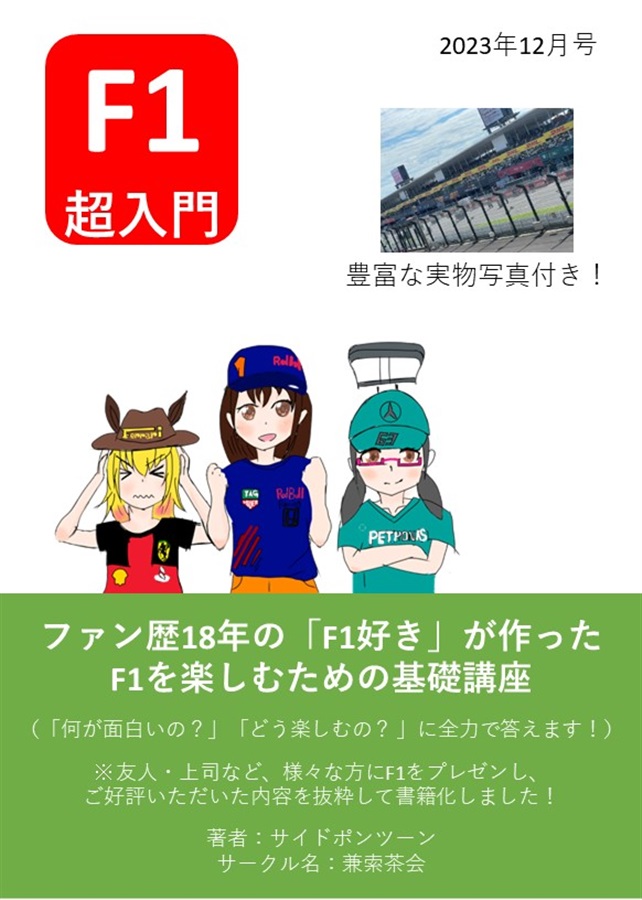 2023年12月号
F1
超入門
豊富な実物写真付き！
1
RedBull
TAG
RedBull
PETRONAS
ファン歴18年の「F1好き」が作った
F1を楽しむための基礎講座
（「何が面白いの？」「どう楽しむの？」に全力で答えます！）
※友人・上司など、様々な方にF1をプレゼンし、
ご好評いただいた内容を抜粋して書籍化しました！
著者：サイドポンツーン
サークル名：兼索茶会